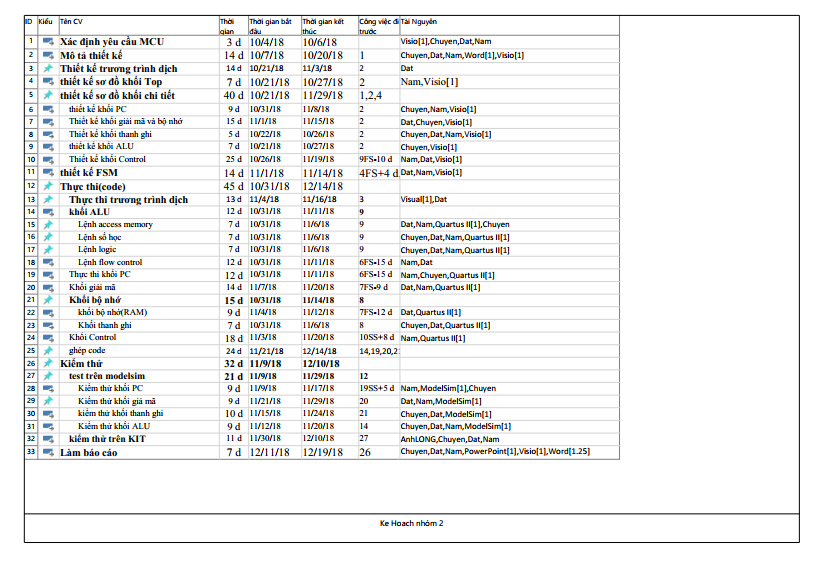 ID Kiểu Tên CV Thời gian Thời gian bắt đầu Thời gian kết thúc Công việc đi trước Tài Nguyên
1 Xác định yêu cầu MCU 3 d 10/4/18 10/6/18 Visio[1],Chuyen,Dat,Nam
2 Mô tả thiết kế 14 d 10/7/18 10/20/18 1 Chuyen,Dat,Nam,Word[1],Visio[1]
3 Thiết kế trương trình dịch 14 d 10/21/18 11/3/18 2 Dat
4 thiết kế sơ đồ khối Top 7 d 10/21/18 10/27/18 2 Nam,Visio[1]
5 thiết kế sơ đồ khối chi tiết 40 d 10/21/18 11/29/18 1,2,4
6 thiết kế khối PC 9 d 10/31/18 11/8/18 2 Chuyen,Nam,Visio[1]
7 Thiết kế khối giải mã và bộ nhớ 15 d 11/1/18 11/15/18 2 Dat,Chuyen,Visio[1]
8 Thiết kế khối thanh ghi 5 d 10/22/18 10/26/18 2 Chuyen,Dat,Nam,Visio[1]
9 thiết kế khối ALU 7 d 10/21/18 10/27/18 2 Chuyen,Visio[1]
10 Thiết kế khối Control 25 d 10/26/18 11/19/18 9FS-10 d Nam,Dat,Visio[1]
11 thiết kế FSM 14 d 11/1/18 11/14/18 4FS+4 d Dat,Nam,Visio[1]
12 Thực thi(code) 45 d 10/31/18 12/14/18
13 Thực thi trương trình dịch 13 d 11/4/18 11/16/18 3 Visual[1],Dat
14 khối ALU 12 d 10/31/18 11/11/18 9
15 Lệnh access memory 7 d 10/31/18 11/6/18 9 Dat,Nam,Quartus II[1],Chuyen
16 Lệnh số học 7 d 10/31/18 11/6/18 9 Chuyen,Dat,Nam,Quartus II[1]
17 Lệnh logic 7 d 10/31/18 11/6/18 9 Chuyen,Dat,Nam,Quartus II[1]
18 Lệnh flow control 12 d 10/31/18 11/11/18 6FS-15 d Nam,Dat
19 Thực thi khối PC 12 d 10/31/18 11/11/18 6FS-15 d Nam,Chuyen,Quartus II[1]
20 Khối giải mã 14 d 11/7/18 11/20/18 7FS-9 d Dat,Nam,Quartus II[1]
21 Khối bộ nhớ 15 d 10/31/18 11/14/18 8
22 khối bộ nhớ(RAM) 9 d 11/4/18 11/12/18 7FS-12 d Dat,Quartus II[1]
23 Khối thanh ghi 7 d 10/31/18 11/6/18 8 Chuyen,Dat,Quartus II[1]
24 Khối Control 18 d 11/3/18 11/20/18 10SS+8 d Nam,Quartus II[1]
25 ghép code 24 d 11/21/18 12/14/18 14,19,20,21
26 Kiểm thử 32 d 11/9/18 12/10/18
27 test trên modelsim 21 d 11/9/18 11/29/18 12
28 Kiểm thử khối PC 9 d 11/9/18 11/17/18 19SS+5 d Nam,ModelSim[1],Chuyen
29 Kiểm thử khối giả mã 9 d 11/21/18 11/29/18 20 Dat,Nam,ModelSim[1]
30 kiểm thử khối thanh ghi 10 d 11/15/18 11/24/18 21 Chuyen,Dat,ModelSim[1]
31 Kiểm thử khối ALU 9 d 11/12/18 11/20/18 14 Chuyen,Dat,Nam,ModelSim[1]
32 kiểm thử trên KIT 11 d 11/30/18 12/10/18 27 AnhLONG,Chuyen,Dat,Nam
33 Làm báo cáo 7 d 12/11/18 12/19/18 26 Chuyen,Dat,Nam,PowerPoint[1],Visio[1],Word[1.25]
Ke Hoach nhóm 2